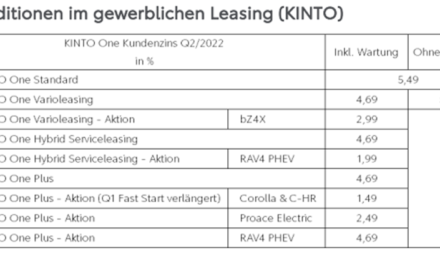 ditionen im gewerblichen Leasing (KINTO)
KINTO One Kundenzins Q2/2022
in %
Inkl. Wartung
Ohne
O One Standard
5,49
O One Varioleasing
4,69
O One Varioleasing - Aktion
bZ4X
2,99
O One Hybrid Serviceleasing
4,69
O One Hybrid Serviceleasing - Aktion
RAV4 PHEV
1,99
O One Plus
4,69
O One Plus - Aktion (Q1 Fast Start verlängert)
Corolla & C-HR
1,49
O One Plus - Aktion
Proace Electric
2,49
O One Plus - Aktion
RAV4 PHEV
4,69